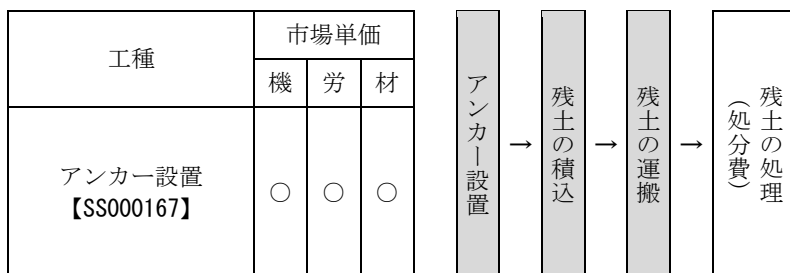 工種
市場単価
機 労 材
アンカー設置
【SS000167】
○ ○ ○
アンカー設置
→
残土の積込
→
残土の運搬
→
残土の処理
（処分費）